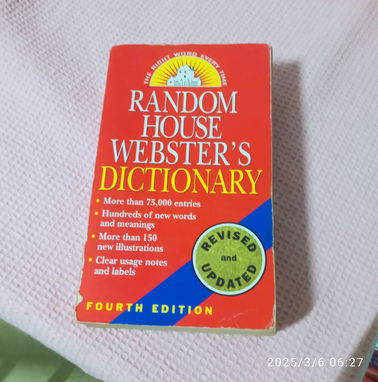 THE RIGHT WORD EVERY TIME
RANDOM
HOUSE
WEBSTER'S
DICTIONARY
• More than 75,000 entries
• Hundreds of new words
and meanings
• More than 150
new illustrations
• Clear usage notes
and labels
REVISED
and
UPDATED
FOURTH EDITION
2025/3/6 06:27